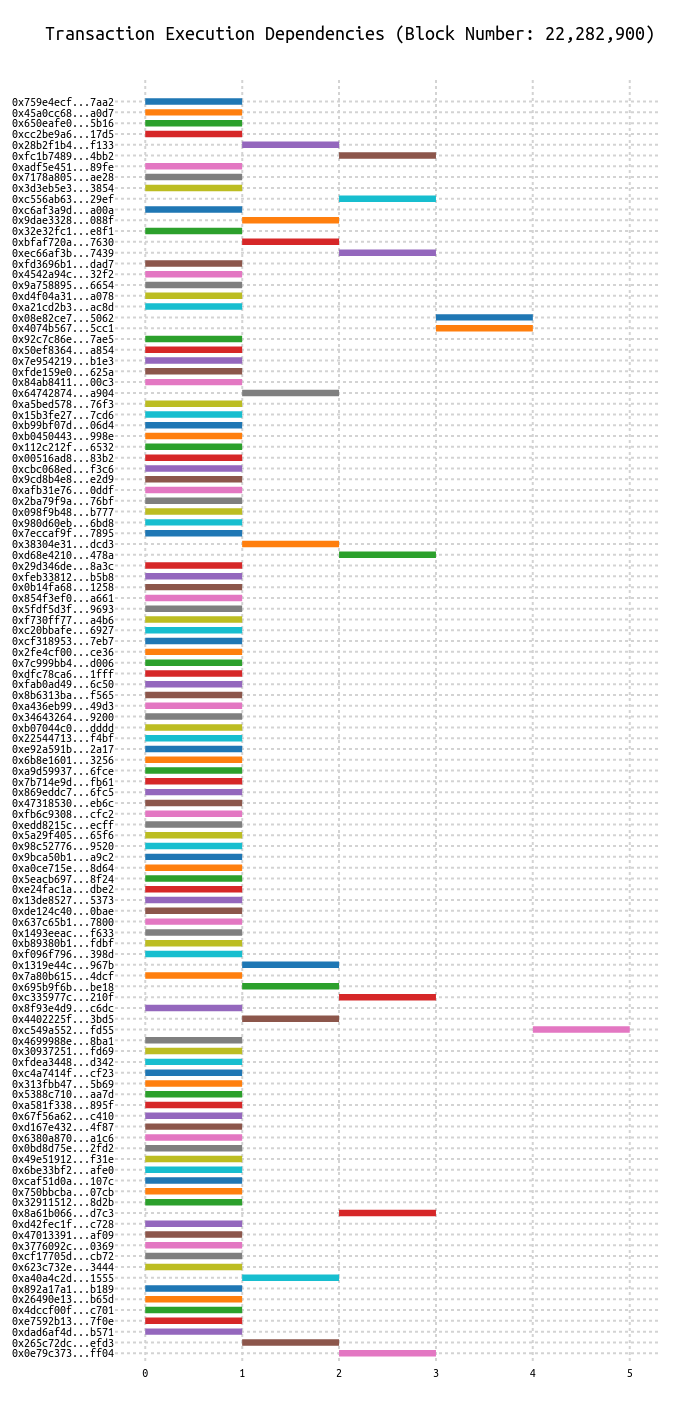 Transaction Execution Dependencies (Block Number: 22,282,900)
0x759e4ecf...7aa2
0x45a0cc68...a0d7
0x650eafe0...5b16
0xcc2be9a6...17d5
0x28b2f1b4...f133
0xfc1b7489...4bb2
0xadf5e451...89fe
0x7178a805...ae28
0x3d3eb5e3...3854
0xc556ab63...29ef
0xc6af3a9d...a00a
0x9dae3328...088f
0x32e32fc1...e8f1
0xbfaf720a...7630
0xec66af3b...7439
0xfd3696b1...dad7
0x4542a94c...32f2
0x9a758895...6654
0xd4f04a31...a078
0xa21cd2b3...ac8d
0x08e82ce7...5062
0x4074b567...5cc1
0x92c7c86e...7ae5
0x50ef8364...a854
0x7e954219...b1e3
0xfde159e0...625a
0x84ab8411...00c3
0x64742874...a904
0xa5bed578...76f3
0x15b3fe27...7cd6
0xb99bf07d...06d4
0xb0450443...998e
0x112c212f...6532
0x00516ad8...83b2
0xcbc068ed...f3c6
0x9cd8b4e8...e2d9
0xafb31e76...0ddf
0x2ba79f9a...76bf
0x098f9b48...b777
0x980d60eb...6bd8
0x7eccaf9f...7895
0x38304e31...dcd3
0xd68e4210...478a
0x29d346de...8a3c
0xfeb33812...b5b8
0x0b14fa68...1258
0x854f3ef0...a661
0x5fdf5d3f...9693
0xf730ff77...a4b6
0xc20bbafe...6927
0xcf318953...7eb7
0x2fe4cf00...ce36
0x7c999bb4...d006
0xdfc78ca6...1fff
0xfab0ad49...6c50
0x8b6313ba...f565
0xa436eb99...49d3
0x34643264...9200
0xb07044c0...dddd
0x22544713...f4bf
0xe92a591b...2a17
0x6b8e1601...3256
0xa9d59937...6fce
0x7b714e9d...fb61
0x869eddc7...6fc5
0x47318530...eb6c
0xfb6c9308...cfc2
0xedd8215c...ecff
0x5a29f405...65f6
0x98c52776...9520
0x9bca50b1...a9c2
0xa0ce715e...8d64
0x5eacb697...8f24
0xe24fac1a...dbe2
0x13de8527...5373
0xde124c40...0bae
0x637c65b1...7800
0x1493eeac...f633
0xb89380b1...fdbf
0xf096f796...398d
0x1319e44c...967b
0x7a80b615...4dcf
0x695b9f6b...be18
0xc335977c...210f
0x8f93e4d9...c6dc
0x4402225f...3bd5
0xc549a552...fd55
0x4699988e...8ba1
0x30937251...fd69
0xfdea3448...d342
0xc4a7414f...cf23
0x313fbb47...5b69
0x5388c710...aa7d
0xa581f338...895f
0x67f56a62...c410
0xd167e432...4f87
0x6380a870...a1c6
0x0bd8d75e...2fd2
0x49e51912...f31e
0x6be33bf2...afe0
0xcaf51d0a...107c
0x750bbcba...07cb
0x32911512...8d2b
0x8a61b066...d7c3
0xd42fec1f...c728
0x47013391...af09
0x3776092c...0369
0xcf17705d...cb72
0x623c732e...3444
0xa40a4c2d...1555
0x892a17a1...b189
0x26490e13...b65d
0x4dccf00f...c701
0xe7592b13...7f0e
0xdad6af4d...b571
0x265c72dc...efd3
0x0e79c373...ff04
0 1 2 3 4 5